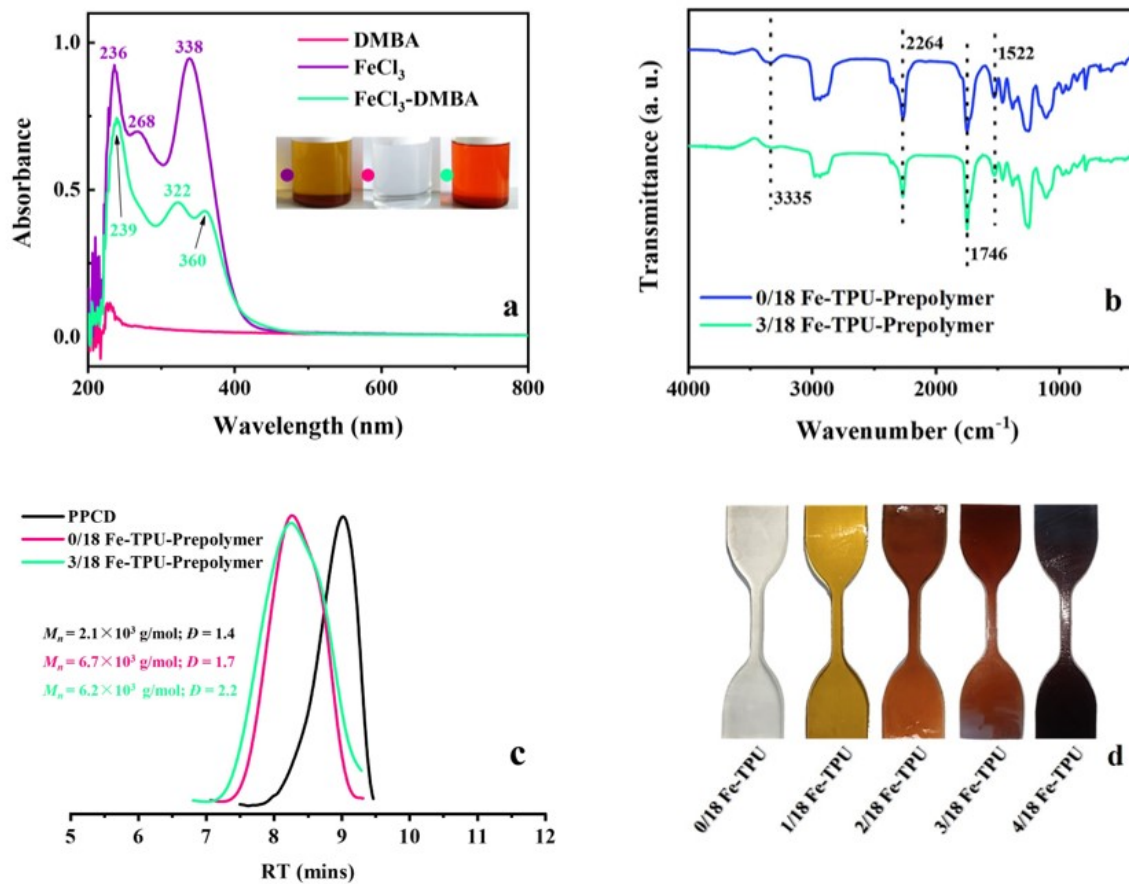 1.0
0.5
0.0
Absorbance
236
268
338
239
322
360
DMBA
FeCl₃
FeCl₃-DMBA
a
200
400
600
800
Wavelength (nm)
Transmittance (a. u.)
2264
1522
3335
1746
b
0/18 Fe-TPU-Prepolymer
3/18 Fe-TPU-Prepolymer
4000
3000
2000
1000
Wavenumber (cm⁻¹)
PPCD
0/18 Fe-TPU-Prepolymer
3/18 Fe-TPU-Prepolymer
Mₙ = 2.1×10³ g/mol; Đ = 1.4
Mₙ = 6.7×10³ g/mol; Đ = 1.7
Mₙ = 6.2×10³ g/mol; Đ = 2.2
c
5
6
7
8
9
10
11
12
RT (mins)
0/18 Fe-TPU
1/18 Fe-TPU
2/18 Fe-TPU
3/18 Fe-TPU
4/18 Fe-TPU
d